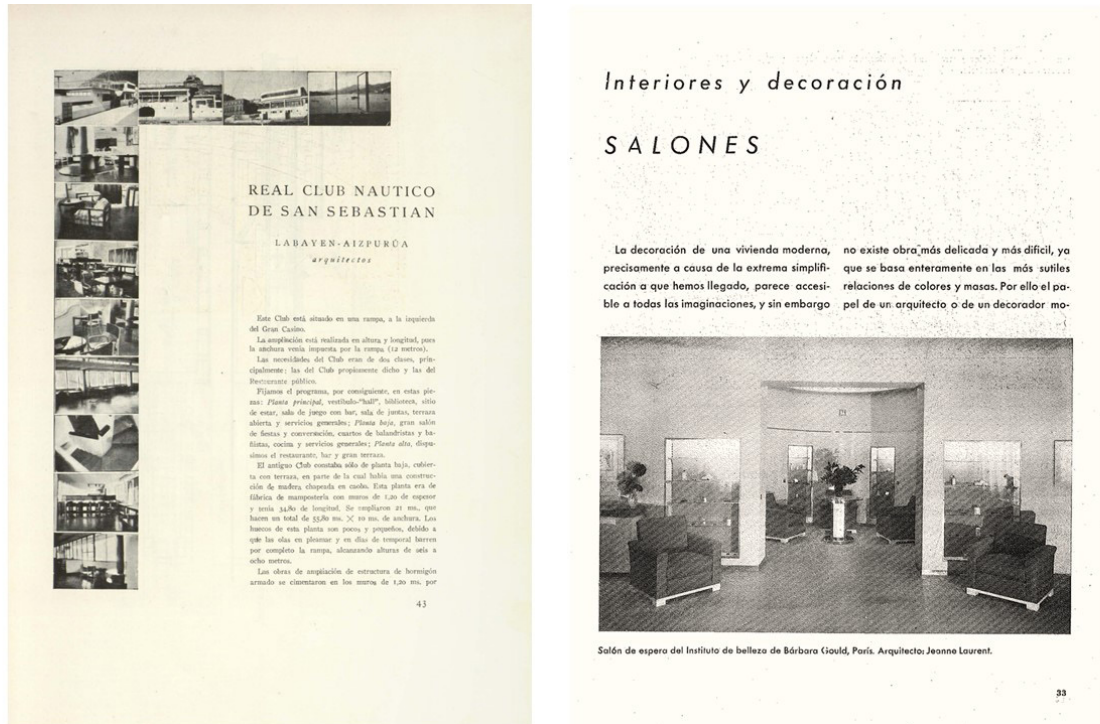 REAL CLUB NAUTICO
DE SAN SEBASTIAN
LABAYEN-AIZPURÚA
arquitectos
Este Club está situado en una rampa, a la izquierda
del Gran Casino.
La ampliación está realizada en altura y longitud, pues
la anchura venía impuesta por la rampa (12 metros).
Las necesidades del Club eran de dos clases, prin-
cipalmente: las del Club propiamente dicho y las del
Restaurante público.
Fijamos el programa, por consiguiente, en estas pie-
zas: Planta principal, vestíbulo-"hall", biblioteca, sitio
de estar, sala de juego con bar, sala de juntas, terraza
abierta y servicios generales; Planta baja, gran salón
de fiestas y conversación, cuartos de balandristas y ba-
ñistas, cocina y servicios generales; Planta alta, dispu-
simos el restaurante, bar y gran terraza.
El antiguo Club constaba sólo de planta baja, cubier-
ta con terraza, en parte de la cual había una construc-
ción de madera chapeada en caoba. Esta planta era de
fábrica de mampostería con muros de 1,20 de espesor
y tenía 34,80 de longitud. Se ampliaron 21 ms., que
hacen un total de 55,80 ms. × 10 ms. de anchura. Los
huecos de esta planta son pocos y pequeños, debido a
que las olas en pleamar y en días de temporal barren
por completo la rampa, alcanzando alturas de seis a
ocho metros.
Las obras de ampliación de estructura de hormigón
armado se cimentaron en los muros de 1,20 ms. por
43
Interiores y decoración
SALONES
La decoración de una vivienda moderna,
precisamente a causa de la extrema simplifi-
cación a que hemos llegado, parece accesi-
ble a todas las imaginaciones, y sin embargo
no existe obra más delicada y más difícil, ya
que se basa enteramente en las más sutiles
relaciones de colores y masas. Por ello el pa-
pel de un arquitecto o de un decorador mo-
Salón de espera del Instituto de belleza de Bárbara Gould, París. Arquitecto: Jeanne Laurent.
33